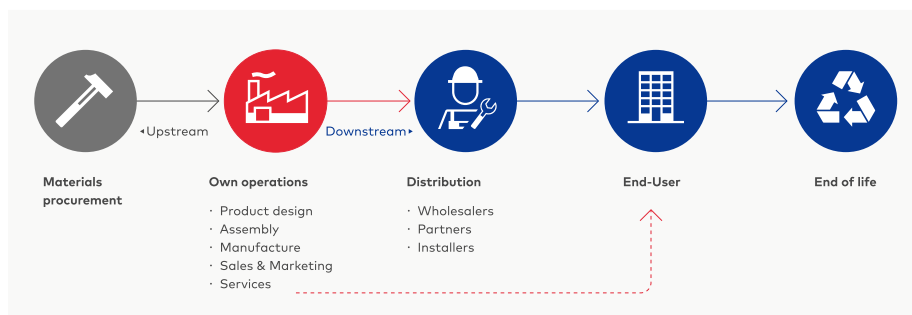 ◂Upstream
Downstream▸
Materials
procurement
Own operations
· Product design
· Assembly
· Manufacture
· Sales & Marketing
· Services
Distribution
· Wholesalers
· Partners
· Installers
End-User
End of life